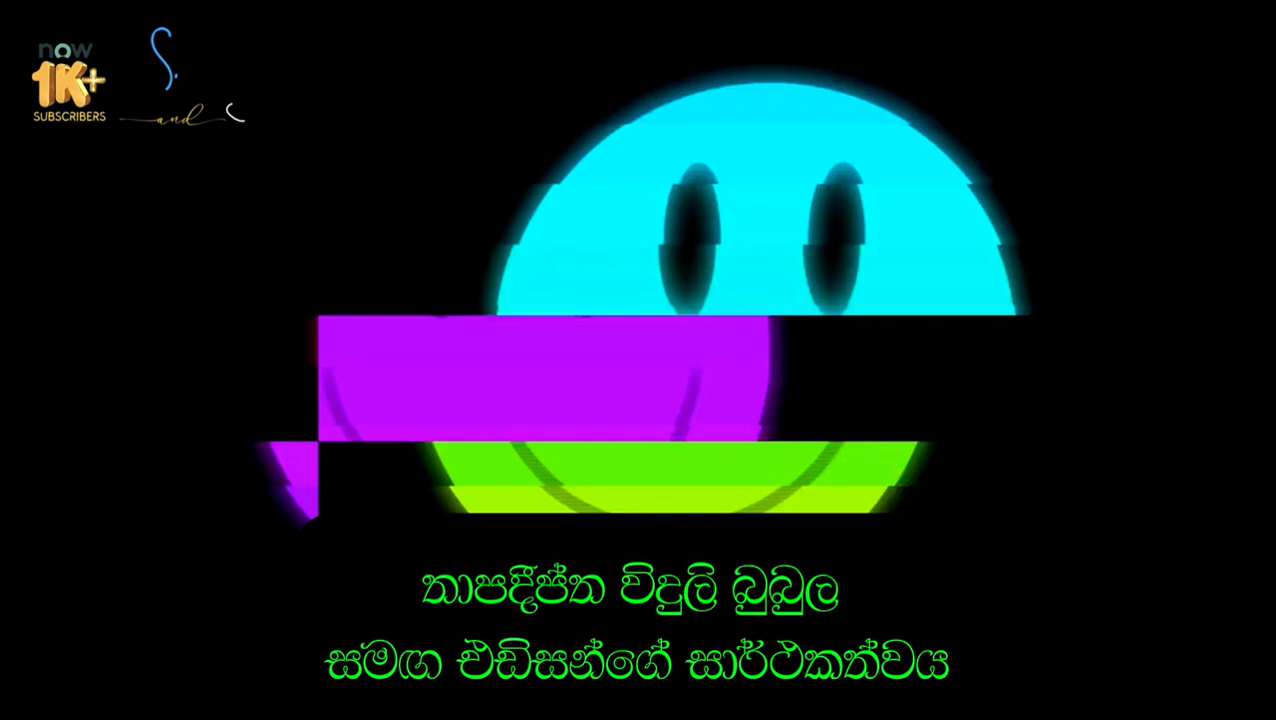 now
1K+
SUBSCRIBERS
S.
and
තාපදීප්ත විදුලි බුබුල
සමඟ එඩිසන්ගේ සාර්ථකත්වය